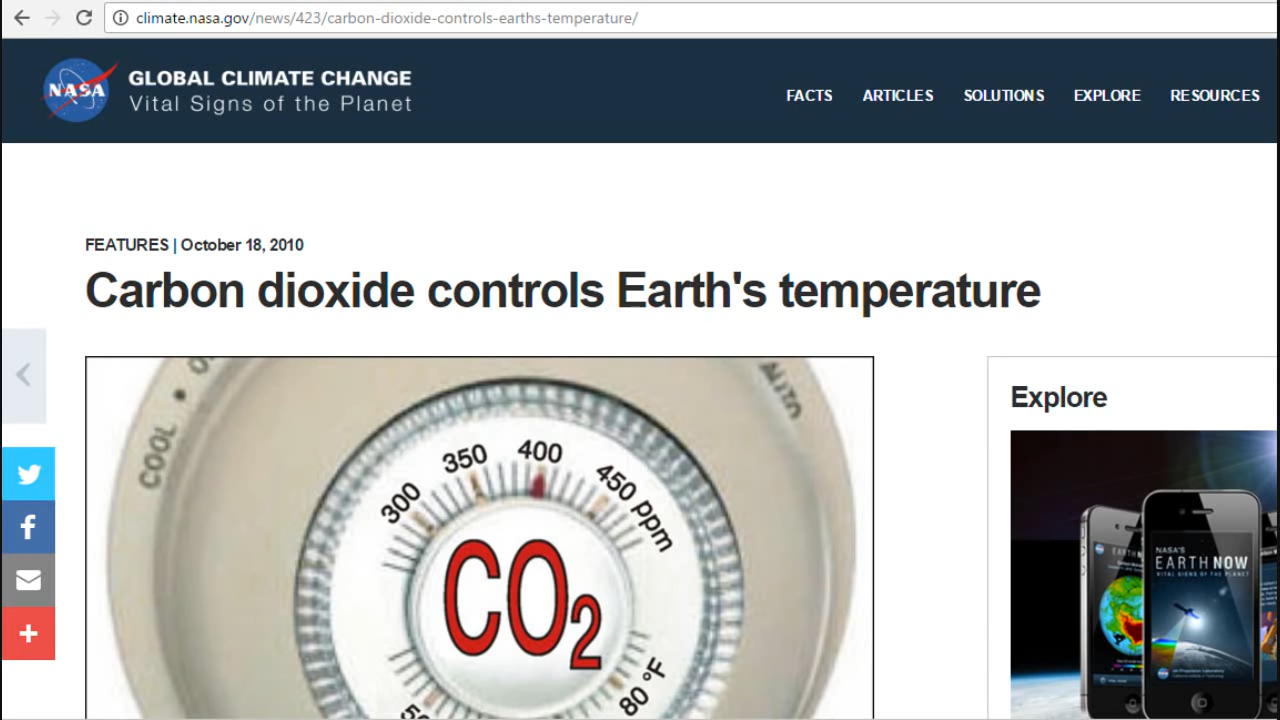 climate.nasa.gov/news/423/carbon-dioxide-controls-earths-temperature/
NASA
GLOBAL CLIMATE CHANGE
Vital Signs of the Planet
FACTS ARTICLES SOLUTIONS EXPLORE RESOURCES
FEATURES | October 18, 2010
Carbon dioxide controls Earth's temperature
COOL
AUTO
300 350 400 450 ppm
CO2
80 °F
Explore
NASA'S
EARTH NOW
VITAL SIGNS OF THE PLANET